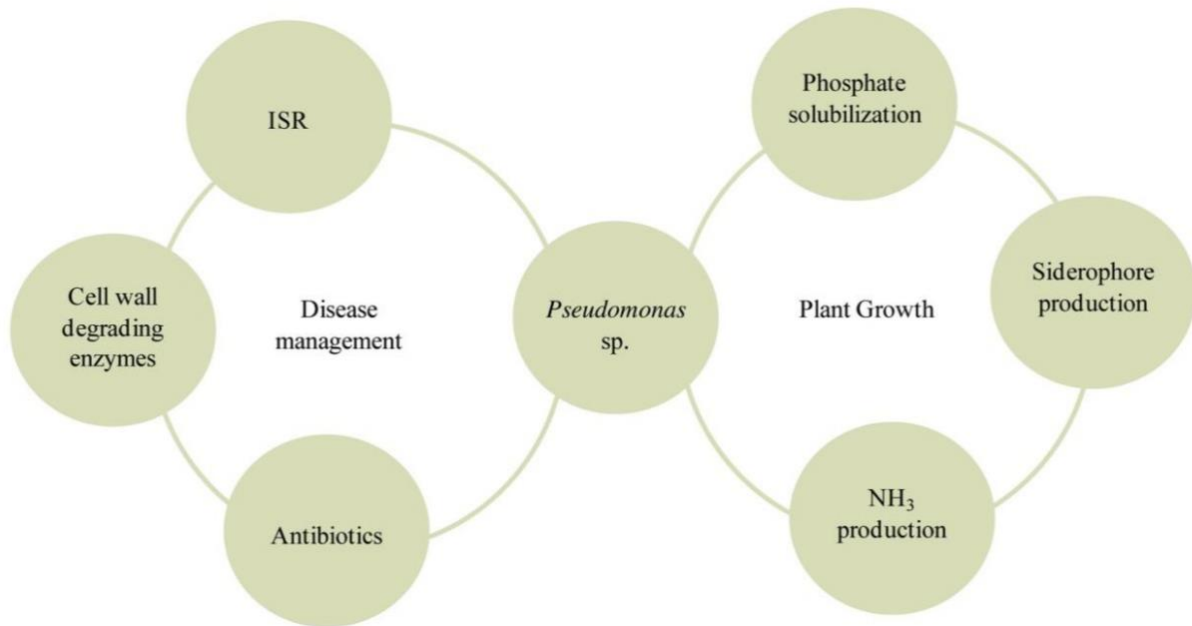 ISR
Cell wall
degrading
enzymes
Disease
management
Antibiotics
Pseudomonas
sp.
Phosphate
solubilization
Plant Growth
Siderophore
production
NH₃
production